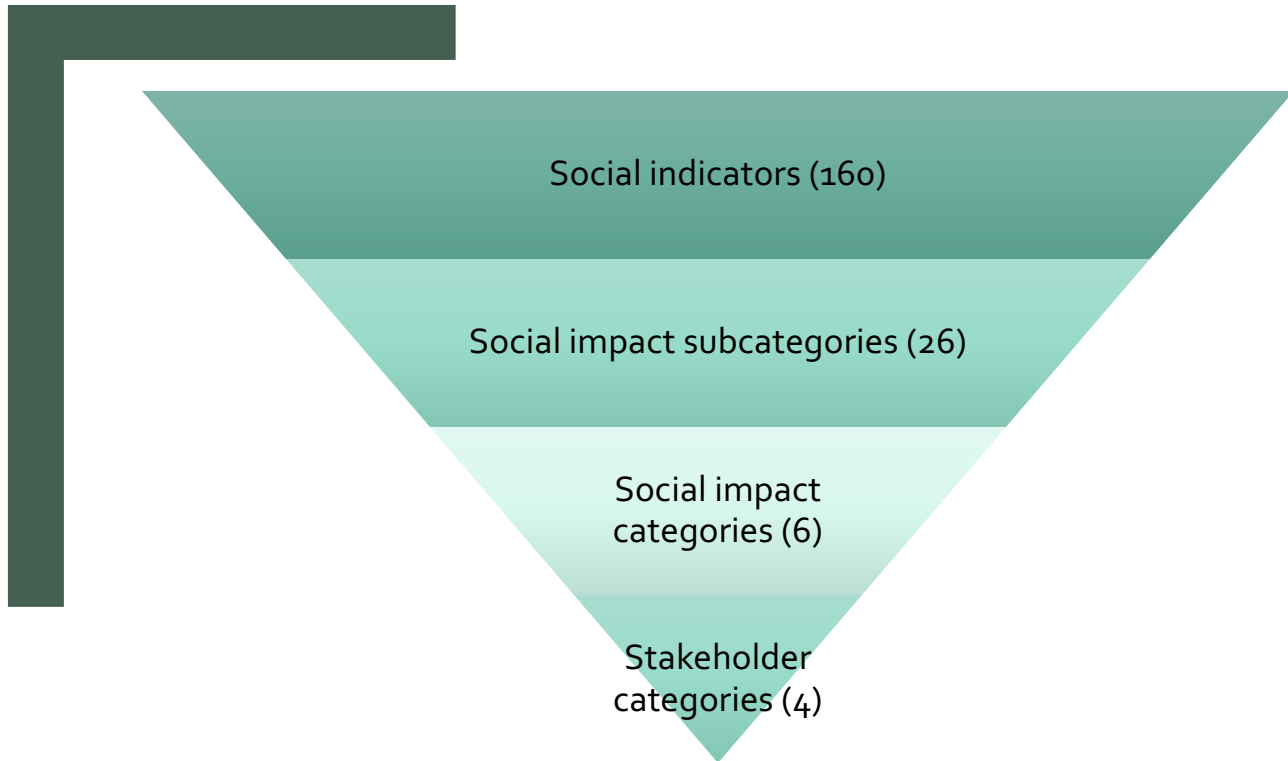 Social indicators (160)
Social impact subcategories (26)
Social impact
categories (6)
Stakeholder
categories (4)